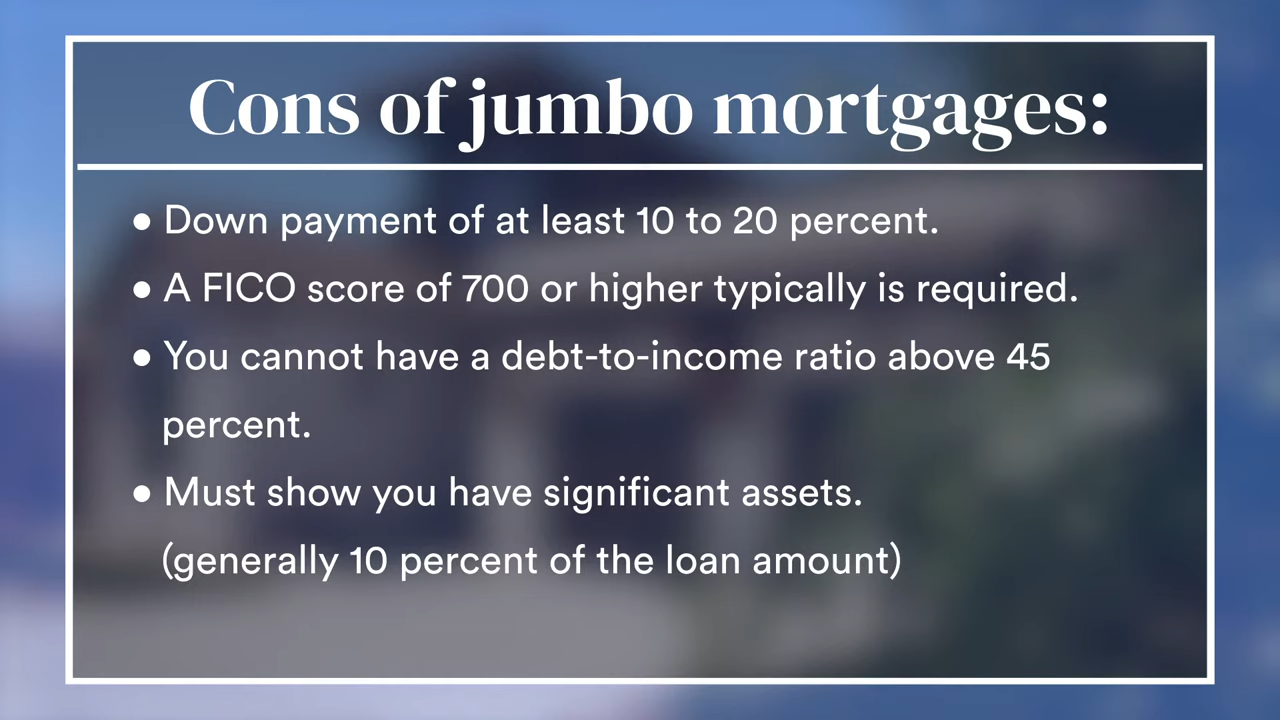 Cons of jumbo mortgages:
● Down payment of at least 10 to 20 percent.
● A FICO score of 700 or higher typically is required.
● You cannot have a debt-to-income ratio above 45
percent.
● Must show you have significant assets.
(generally 10 percent of the loan amount)